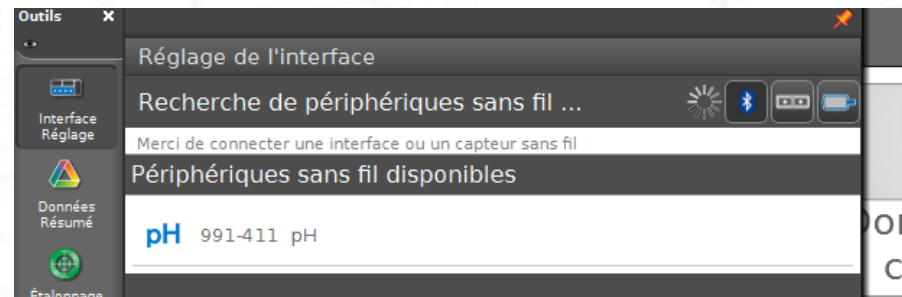 Outils X
Réglage de l'interface
Recherche de périphériques sans fil ...
Merci de connecter une interface ou un capteur sans fil
Périphériques sans fil disponibles
pH 991-411 pH
Interface
Réglage
Données
Résumé
Étalonnage